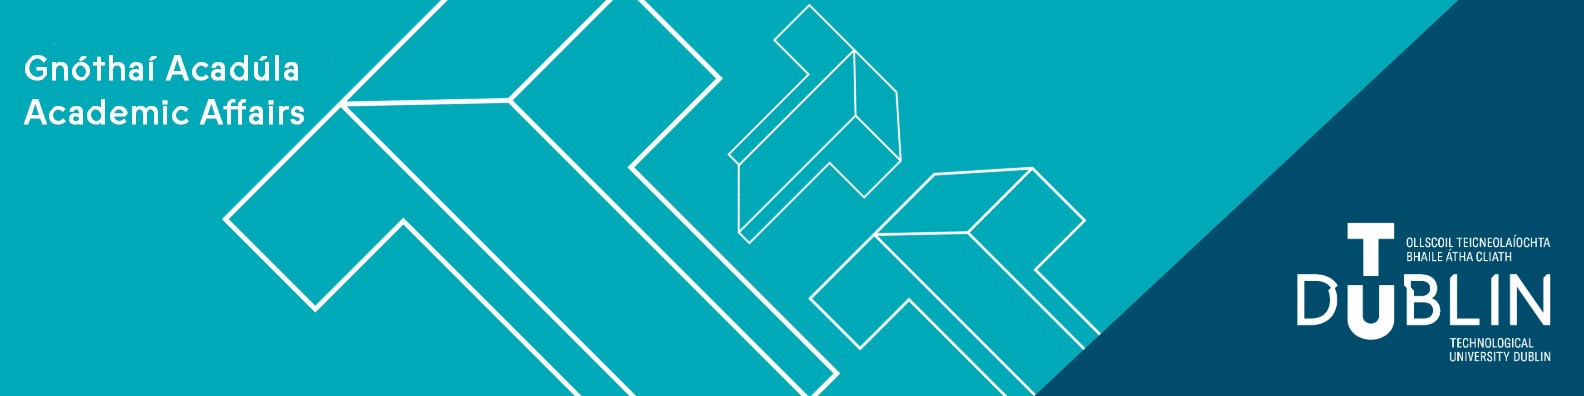 Gnóthaí Acadúla
Academic Affairs
OLLSCOIL TEICNEOLAÍOCHTA
BHAILE ÁTHA CLIATH
TU DUBLIN
TECHNOLOGICAL
UNIVERSITY DUBLIN